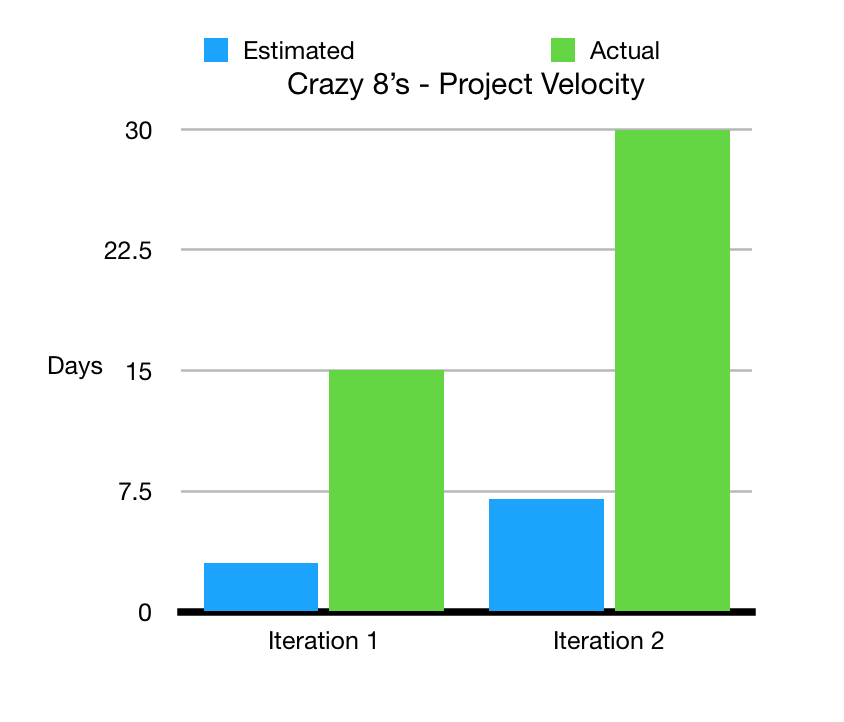 Estimated Actual
Crazy 8’s - Project Velocity
30
22.5
Days 15
7.5
0
Iteration 1 Iteration 2